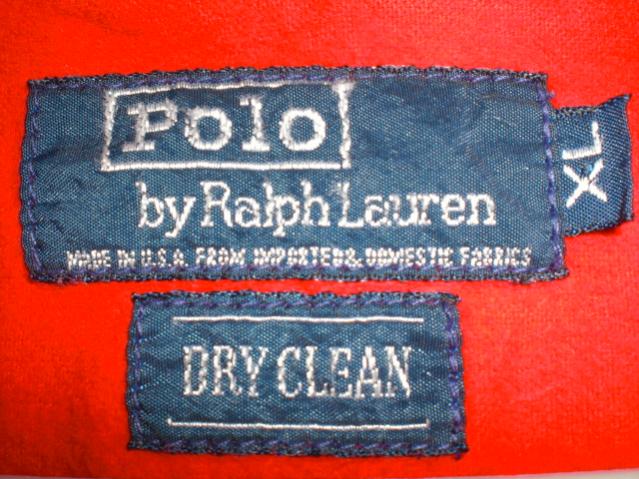 Polo
by Ralph Lauren
XL
MADE IN U.S.A. FROM IMPORTED & DOMESTIC FABRICS
DRY CLEAN